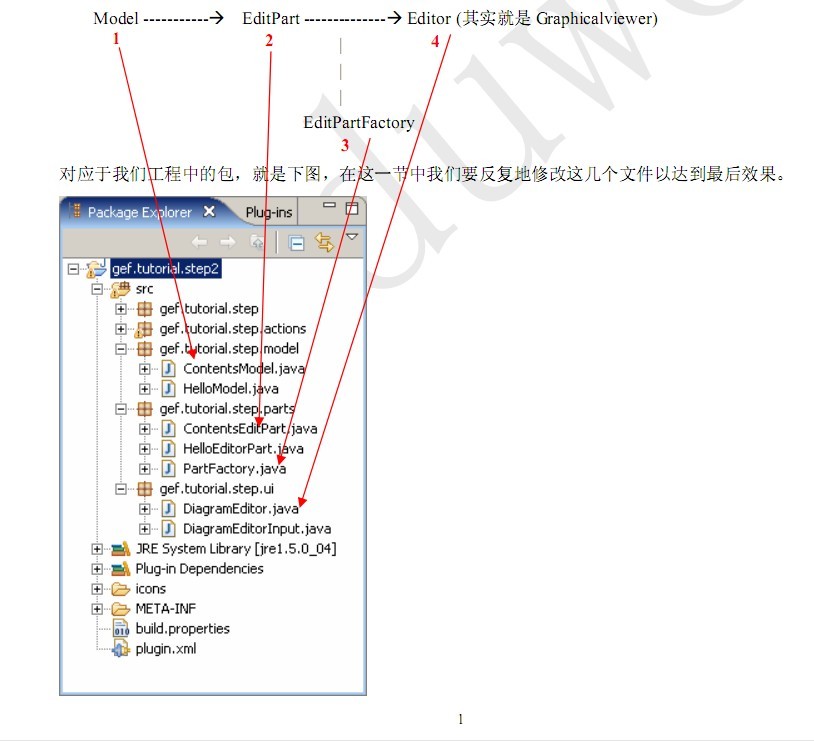 Model -----------→ EditPart --------------→ Editor (其实就是 Graphicalviewer)
1 2 4
EditPartFactory
3
对应于我们工程中的包，就是下图，在这一节中我们要反复地修改这几个文件以达到最后效果。
Package Explorer Plug-ins
gef.tutorial.step2
src
gef.tutorial.step
gef.tutorial.step.actions
gef.tutorial.step.model
ContentsModel.java
HelloModel.java
gef.tutorial.step.parts
ContentsEditPart.java
HelloEditorPart.java
PartFactory.java
gef.tutorial.step.ui
DiagramEditor.java
DiagramEditorInput.java
JRE System Library [jre1.5.0_04]
Plug-in Dependencies
icons
META-INF
build.properties
plugin.xml
1